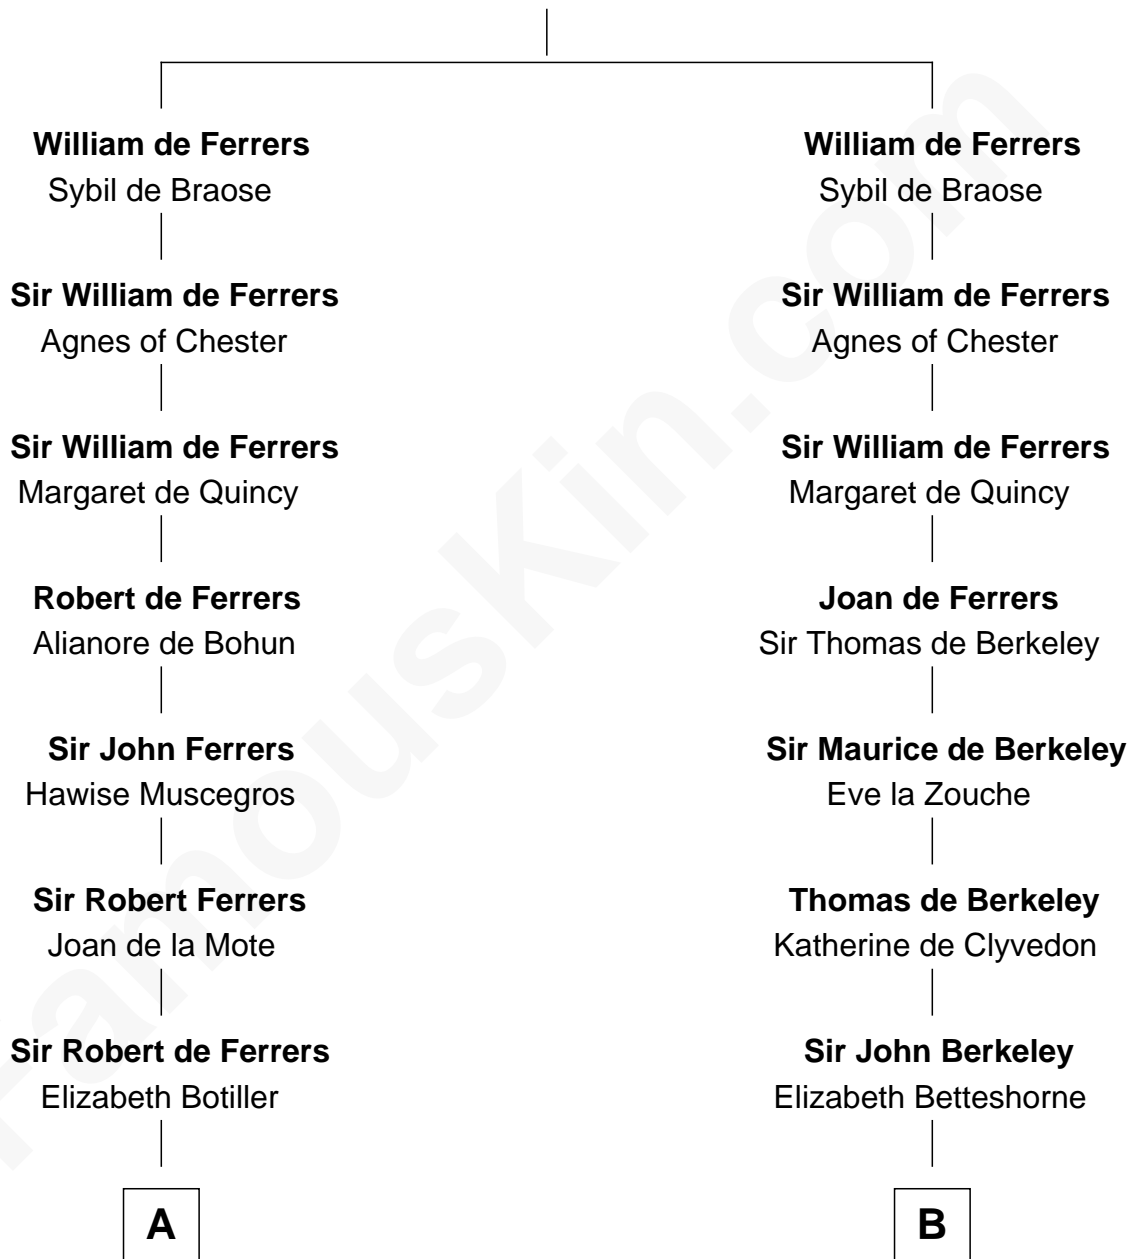 William de Ferrers
Sybil de Braose
Sir William de Ferrers
Agnes of Chester
Sir William de Ferrers
Margaret de Quincy
Robert de Ferrers
Alianore de Bohun
Sir John Ferrers
Hawise Muscegros
Sir Robert Ferrers
Joan de la Mote
Sir Robert de Ferrers
Elizabeth Botiller
A
William de Ferrers
Sybil de Braose
Sir William de Ferrers
Agnes of Chester
Sir William de Ferrers
Margaret de Quincy
Joan de Ferrers
Sir Thomas de Berkeley
Sir Maurice de Berkeley
Eve la Zouche
Thomas de Berkeley
Katherine de Clyvedon
Sir John Berkeley
Elizabeth Betteshorne
B
FamousKin.com